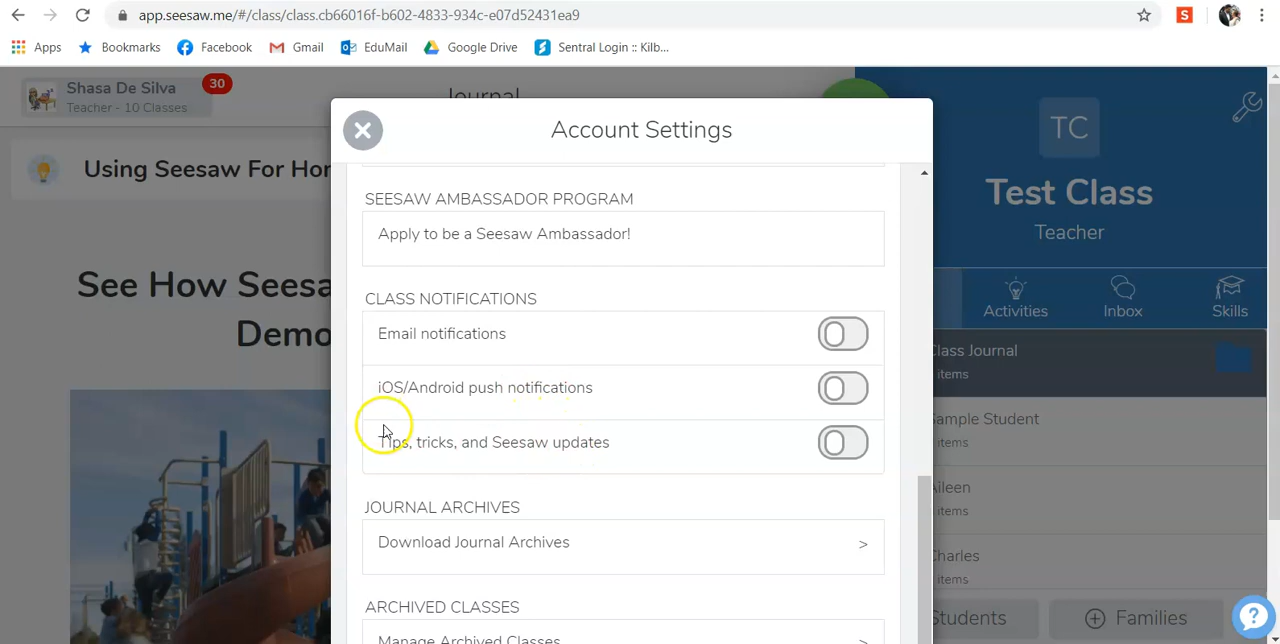 app.seesaw.me/#/class/class.cb66016f-b602-4833-934c-e07d52431ea9
S
Apps Bookmarks Facebook Gmail EduMail Google Drive Sentral Login :: Kilb...
Shasa De Silva 30
Teacher - 10 Classes
Journal
Account Settings
TC
Using Seesaw For
Test Class
Teacher
SEESAW AMBASSADOR PROGRAM
Apply to be a Seesaw Ambassador!
See How
Demo
CLASS NOTIFICATIONS
Email notifications
iOS/Android push notifications
Tips, tricks, and Seesaw updates
Activities Inbox Skills
Class Journal
items
Sample Student
items
Aileen
items
Charles
items
JOURNAL ARCHIVES
Download Journal Archives >
ARCHIVED CLASSES
Manage Archived Classes >
Students Families
?